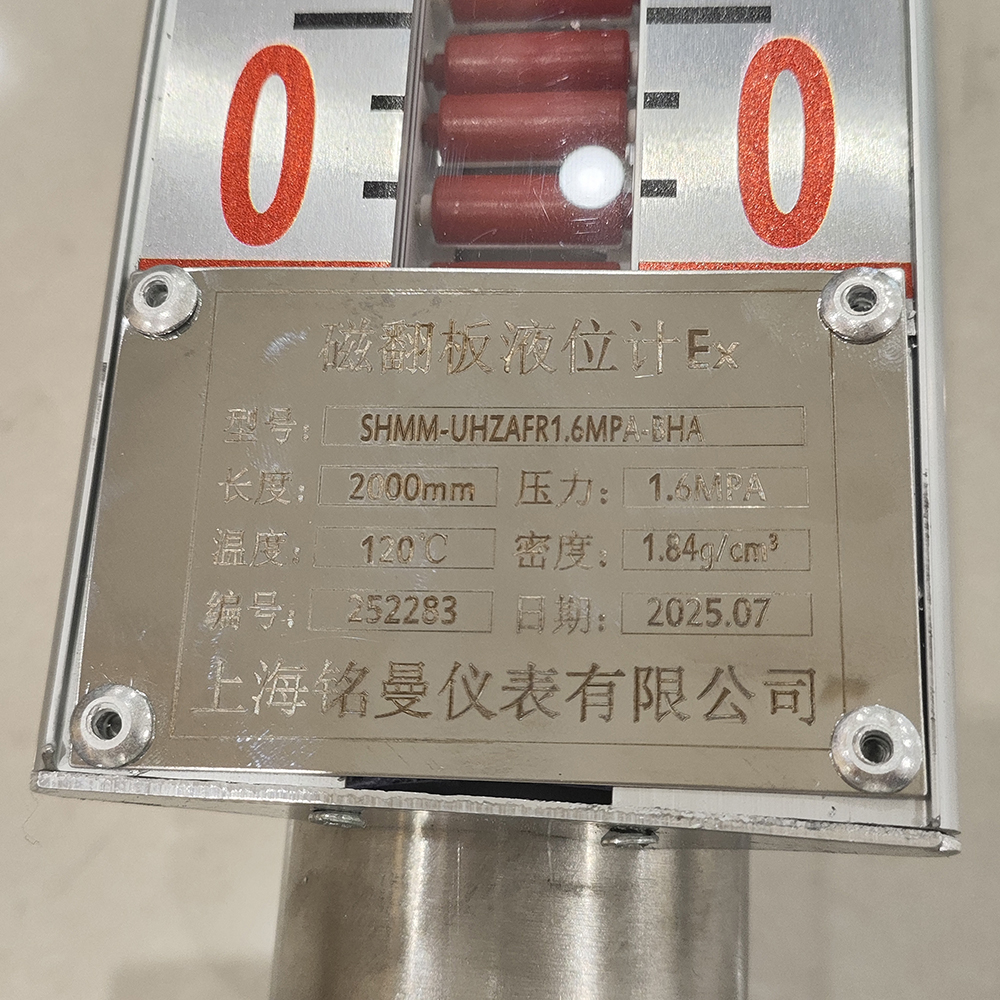 0 0
磁翻板液位计Ex
型号: SHMM-UHZAFR1.6MPA-BHA
长度: 2000mm 压力: 1.6MPA
温度: 120℃ 密度: 1.84g/cm³
编号: 252283 日期: 2025.07
上海铭曼仪表有限公司